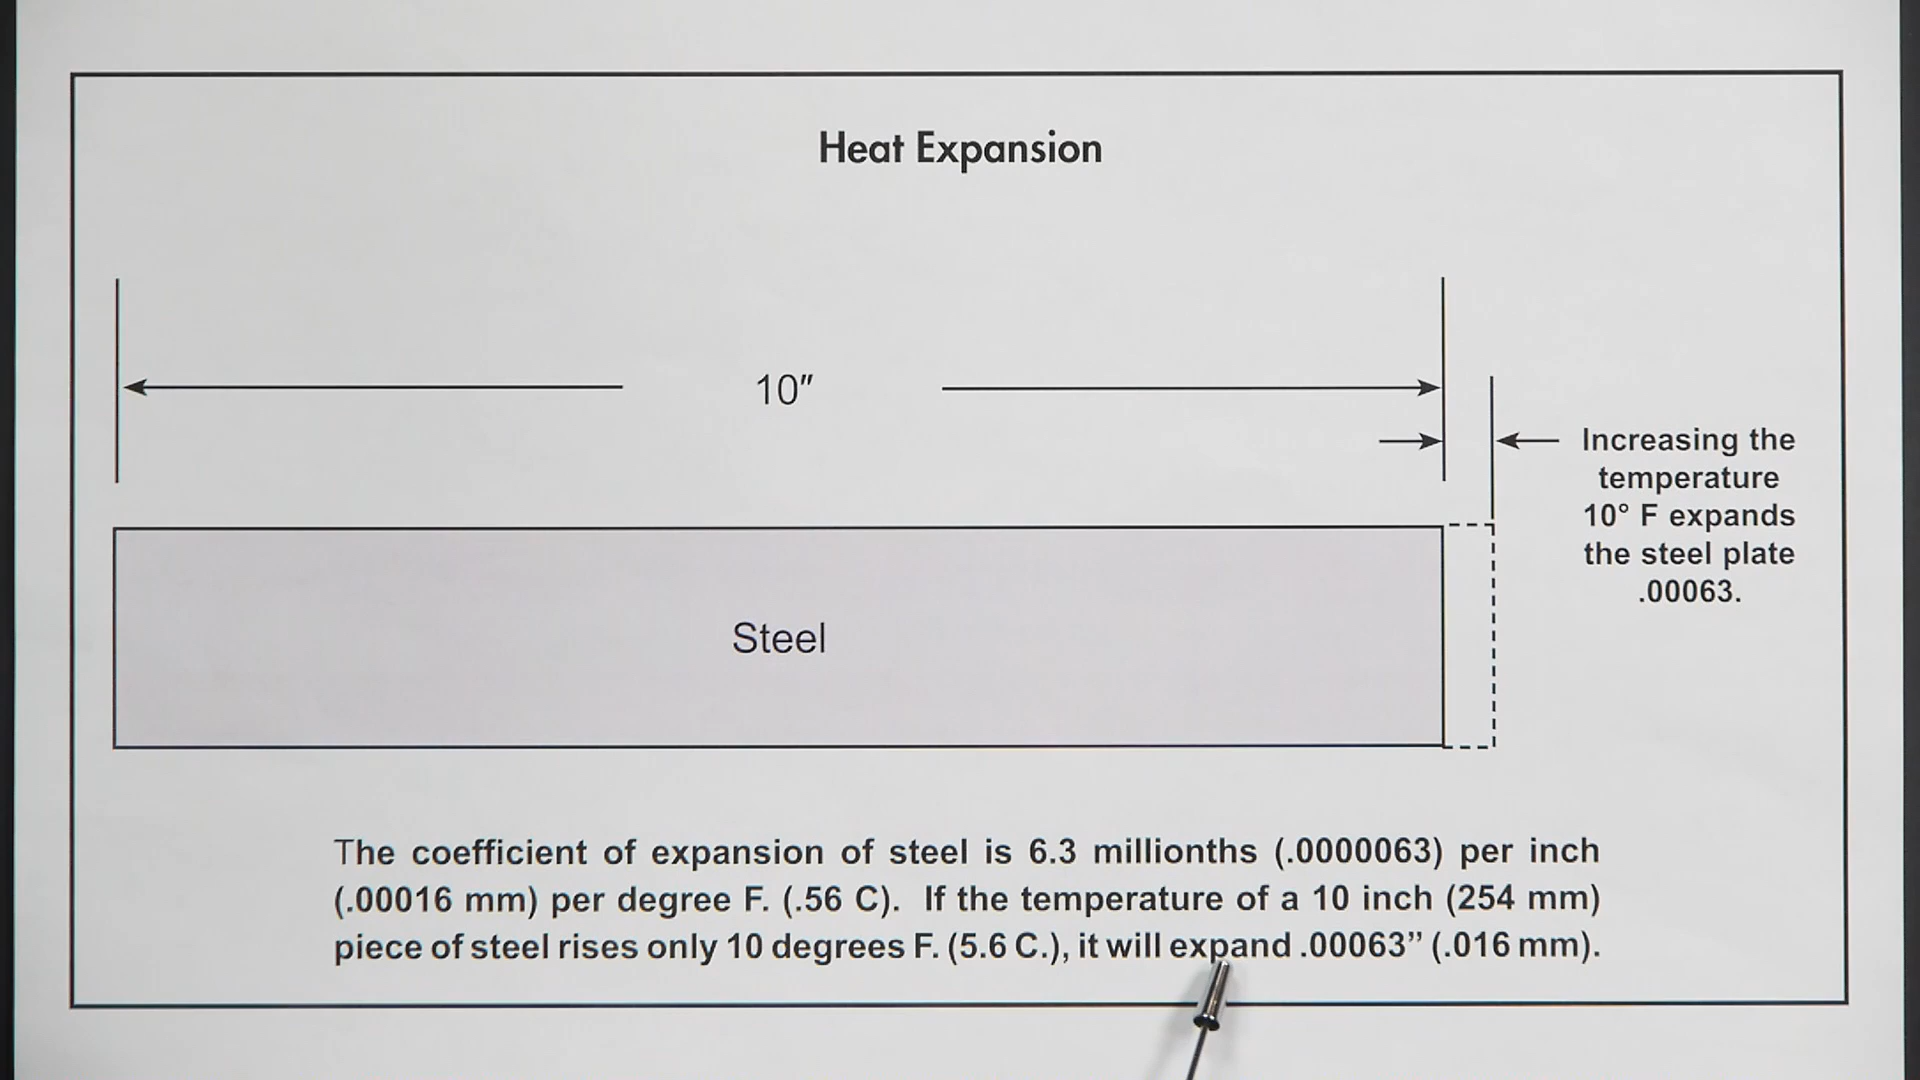 Heat Expansion
10″
Increasing the
temperature
10° F expands
the steel plate
.00063.
Steel
The coefficient of expansion of steel is 6.3 millionths (.0000063) per inch
(.00016 mm) per degree F. (.56 C). If the temperature of a 10 inch (254 mm)
piece of steel rises only 10 degrees F. (5.6 C.), it will expand .00063” (.016 mm).